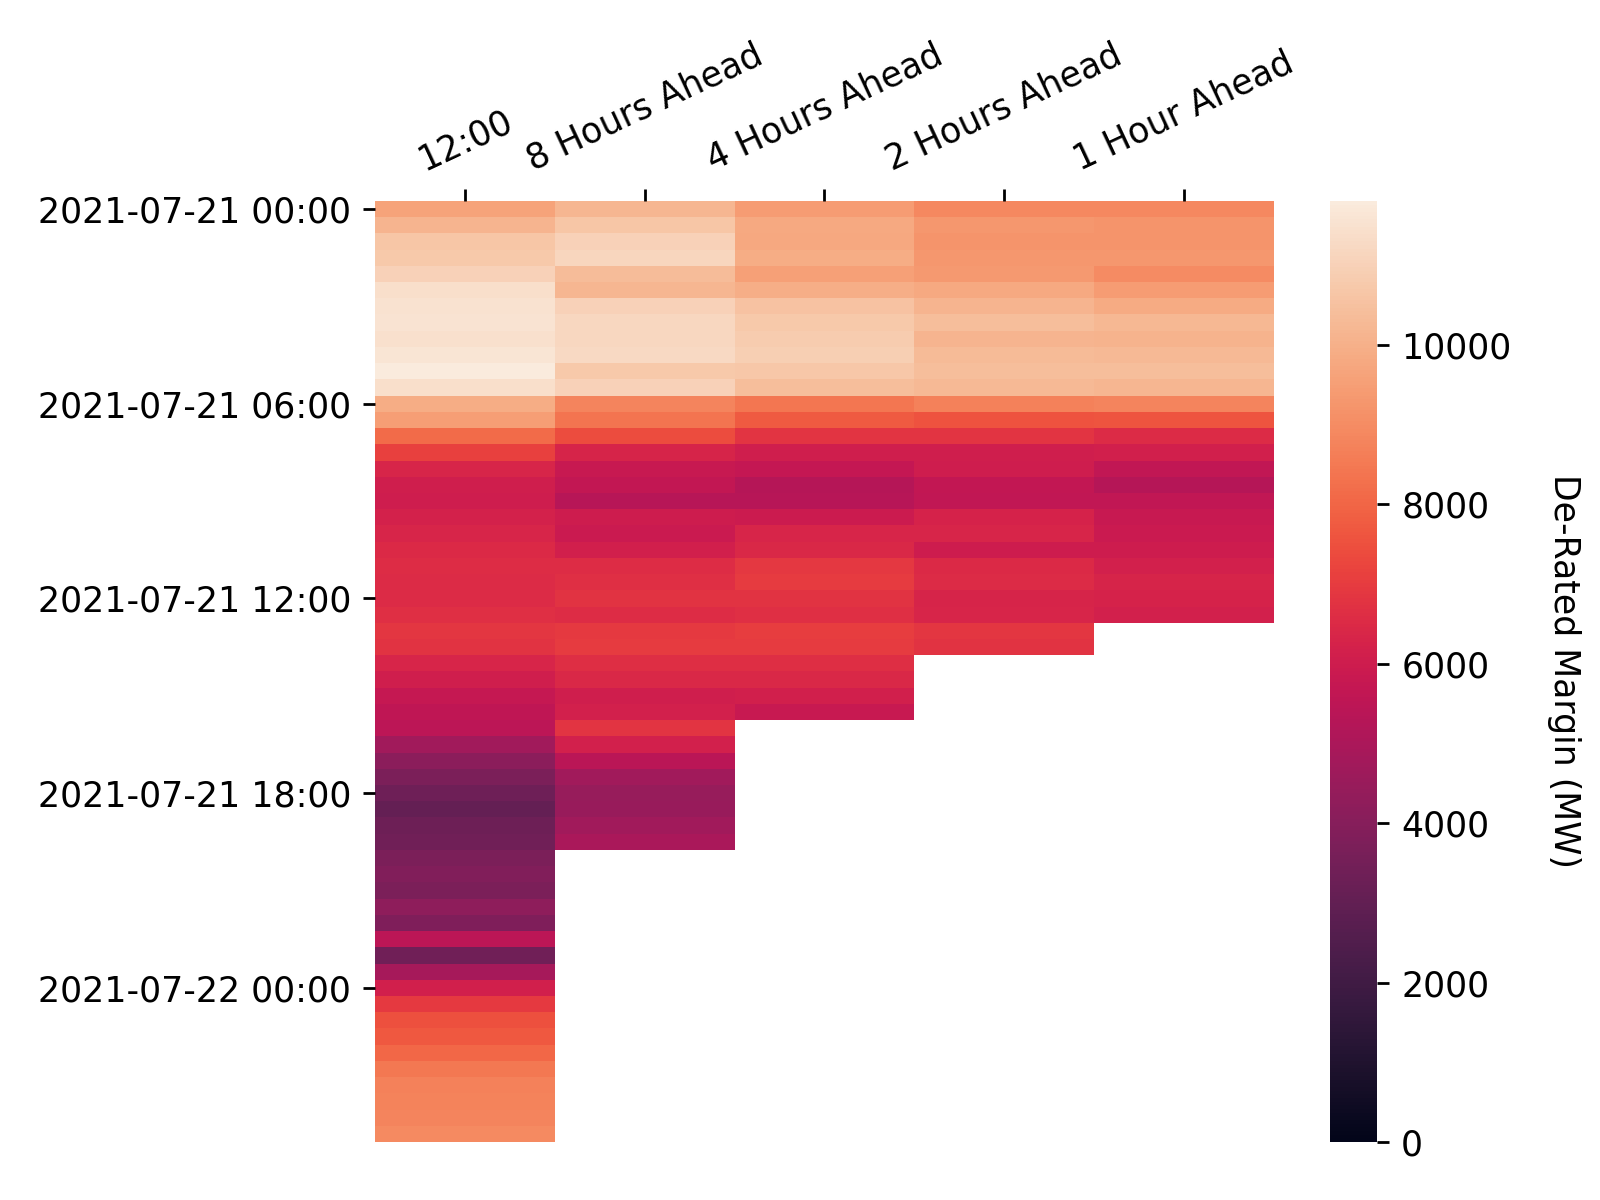 12:00
8 Hours Ahead
4 Hours Ahead
2 Hours Ahead
1 Hour Ahead
2021-07-21 00:00
2021-07-21 06:00
2021-07-21 12:00
2021-07-21 18:00
2021-07-22 00:00
10000
8000
6000
4000
2000
0
De-Rated Margin (MW)